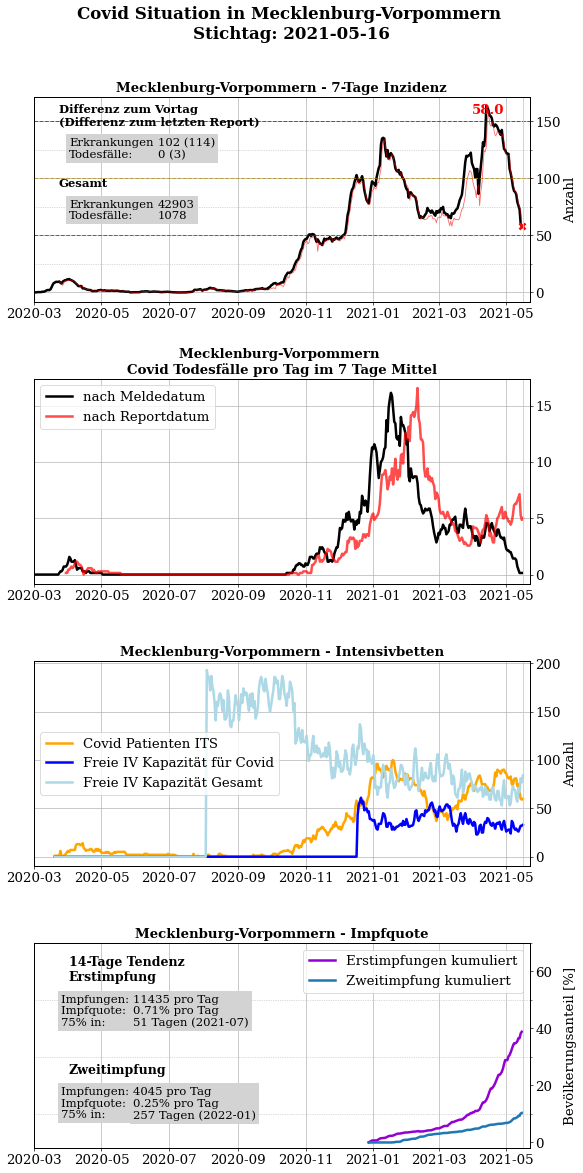 Covid Situation in Mecklenburg-Vorpommern
Stichtag: 2021-05-16
Mecklenburg-Vorpommern - 7-Tage Inzidenz
Differenz zum Vortag
(Differenz zum letzten Report)
Erkrankungen 102 (114)
Todesfälle: 0 (3)
Gesamt
Erkrankungen 42903
Todesfälle: 1078
58.0
150
100
50
0
Anzahl
2020-03 2020-05 2020-07 2020-09 2020-11 2021-01 2021-03 2021-05
Mecklenburg-Vorpommern
Covid Todesfälle pro Tag im 7 Tage Mittel
nach Meldedatum
nach Reportdatum
15
10
5
0
2020-03 2020-05 2020-07 2020-09 2020-11 2021-01 2021-03 2021-05
Mecklenburg-Vorpommern - Intensivbetten
Covid Patienten ITS
Freie IV Kapazität für Covid
Freie IV Kapazität Gesamt
200
150
100
50
0
Anzahl
2020-03 2020-05 2020-07 2020-09 2020-11 2021-01 2021-03 2021-05
Mecklenburg-Vorpommern - Impfquote
14-Tage Tendenz
Erstimpfung
Impfungen: 11435 pro Tag
Impfquote: 0.71% pro Tag
75% in: 51 Tagen (2021-07)
Zweitimpfung
Impfungen: 4045 pro Tag
Impfquote: 0.25% pro Tag
75% in: 257 Tagen (2022-01)
Erstimpfungen kumuliert
Zweitimpfung kumuliert
60
40
20
0
Bevölkerungsanteil [%]
2020-03 2020-05 2020-07 2020-09 2020-11 2021-01 2021-03 2021-05